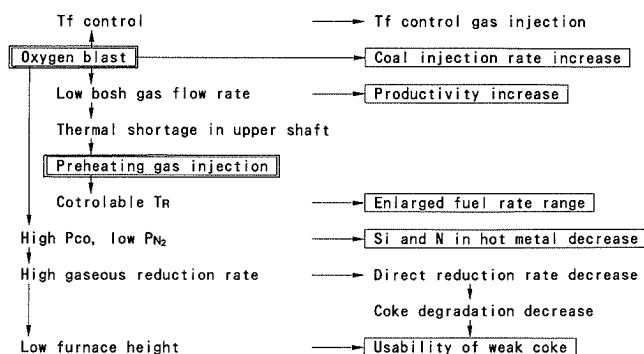 Tf control Tf control gas injection
Oxygen blast Coal injection rate increase
Low bosh gas flow rate Productivity increase
Thermal shortage in upper shaft
Preheating gas injection
Cotrolable TR Enlarged fuel rate range
High Pco, low PN2 Si and N in hot metal decrease
High gaseous reduction rate Direct reduction rate decrease
Coke degradation decrease
Low furnace height Usability of weak coke